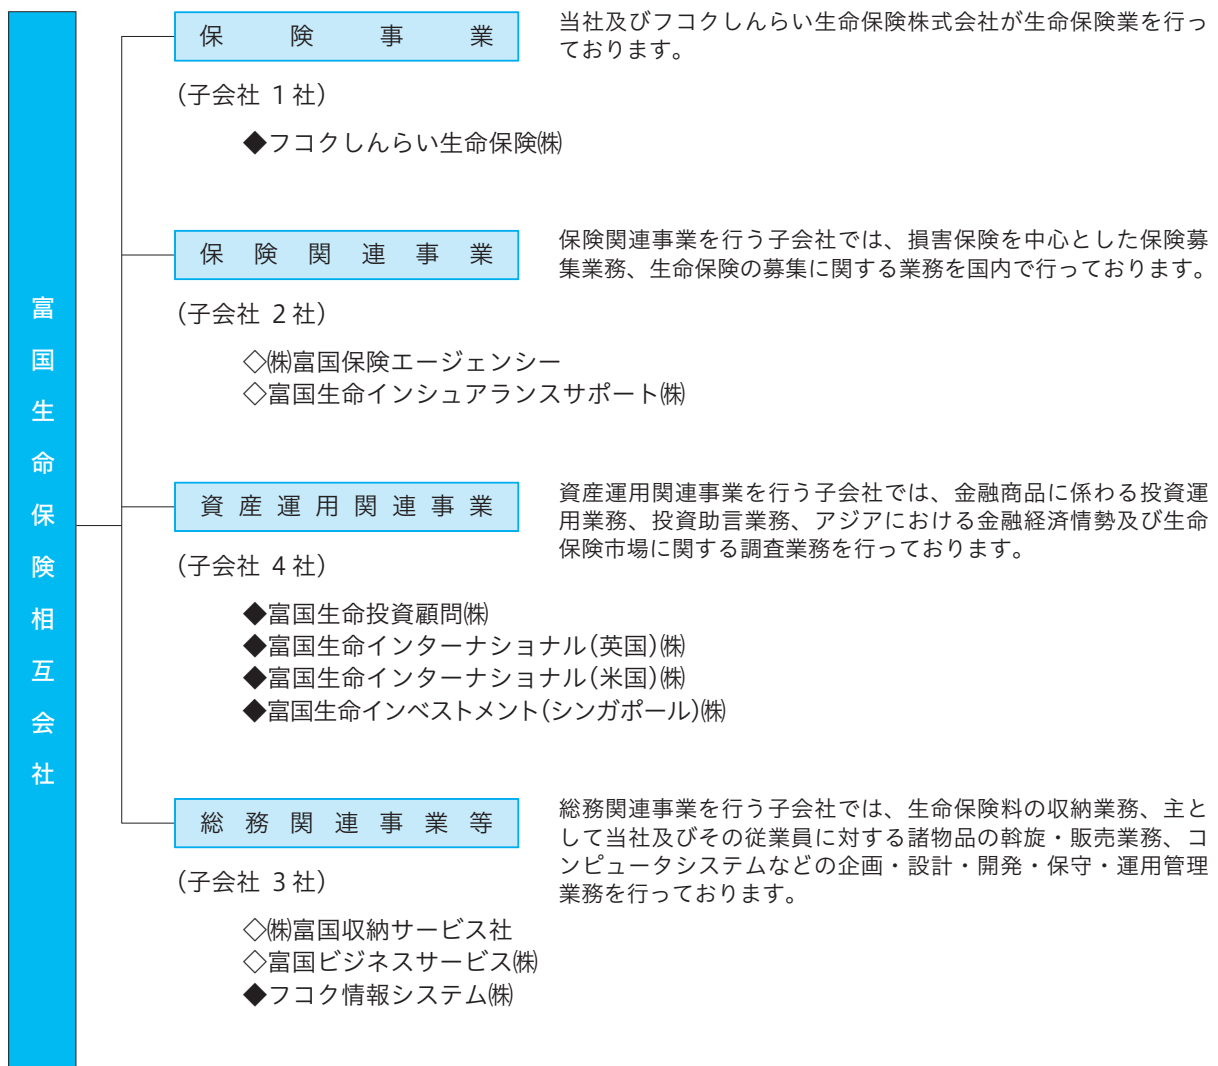 富国生命保険相互会社
保険事業
当社及びフコクしんらい生命保険株式会社が生命保険業を行っ
ております。
(子会社 1社)
◆フコクしんらい生命保険㈱
保険関連事業
保険関連事業を行う子会社では、損害保険を中心とした保険募
集業務、生命保険の募集に関する業務を国内で行っております。
(子会社 2社)
◇㈱富国保険エージェンシー
◇富国生命インシュアランスサポート㈱
資産運用関連事業
資産運用関連事業を行う子会社では、金融商品に係わる投資運
用業務、投資助言業務、アジアにおける金融経済情勢及び生命
保険市場に関する調査業務を行っております。
(子会社 4社)
◆富国生命投資顧問㈱
◆富国生命インターナショナル(英国)㈱
◆富国生命インターナショナル(米国)㈱
◆富国生命インベストメント(シンガポール)㈱
総務関連事業等
総務関連事業を行う子会社では、生命保険料の収納業務、主と
して当社及びその従業員に対する諸物品の斡旋・販売業務、コ
ンピュータシステムなどの企画・設計・開発・保守・運用管理
業務を行っております。
(子会社 3社)
◇㈱富国収納サービス社
◇富国ビジネスサービス㈱
◆フコク情報システム㈱